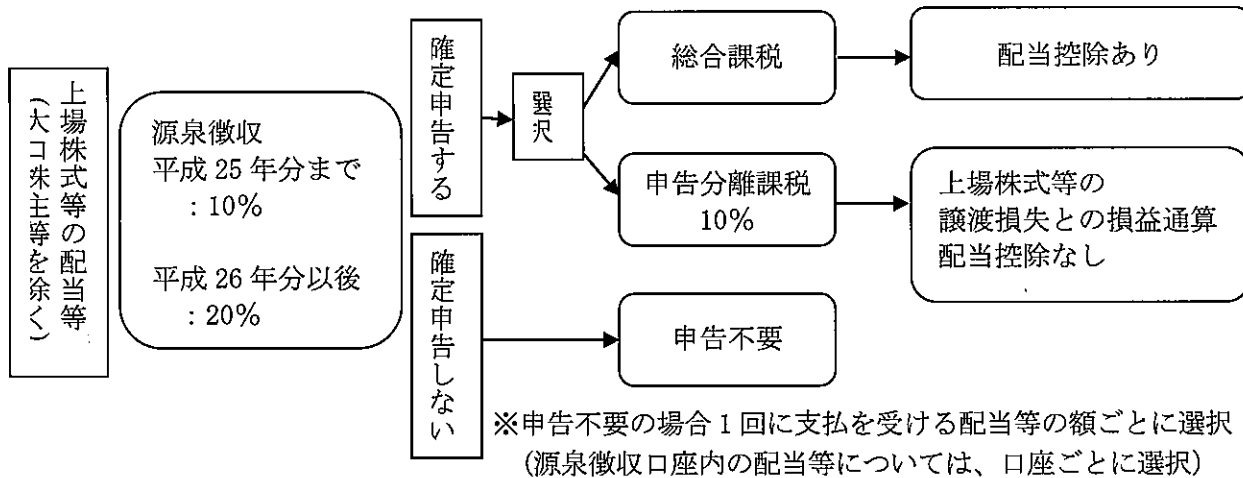 上場株式等の配当等
(大口株主等を除く)
源泉徴収
平成 25 年分まで
: 10%
平成 26 年分以後
: 20%
確定申告する
選択
総合課税
配当控除あり
申告分離課税
10%
上場株式等の
譲渡損失との損益通算
配当控除なし
確定申告しない
申告不要
※申告不要の場合 1 回に支払を受ける配当等の額ごとに選択
(源泉徴収口座内の配当等については、口座ごとに選択)